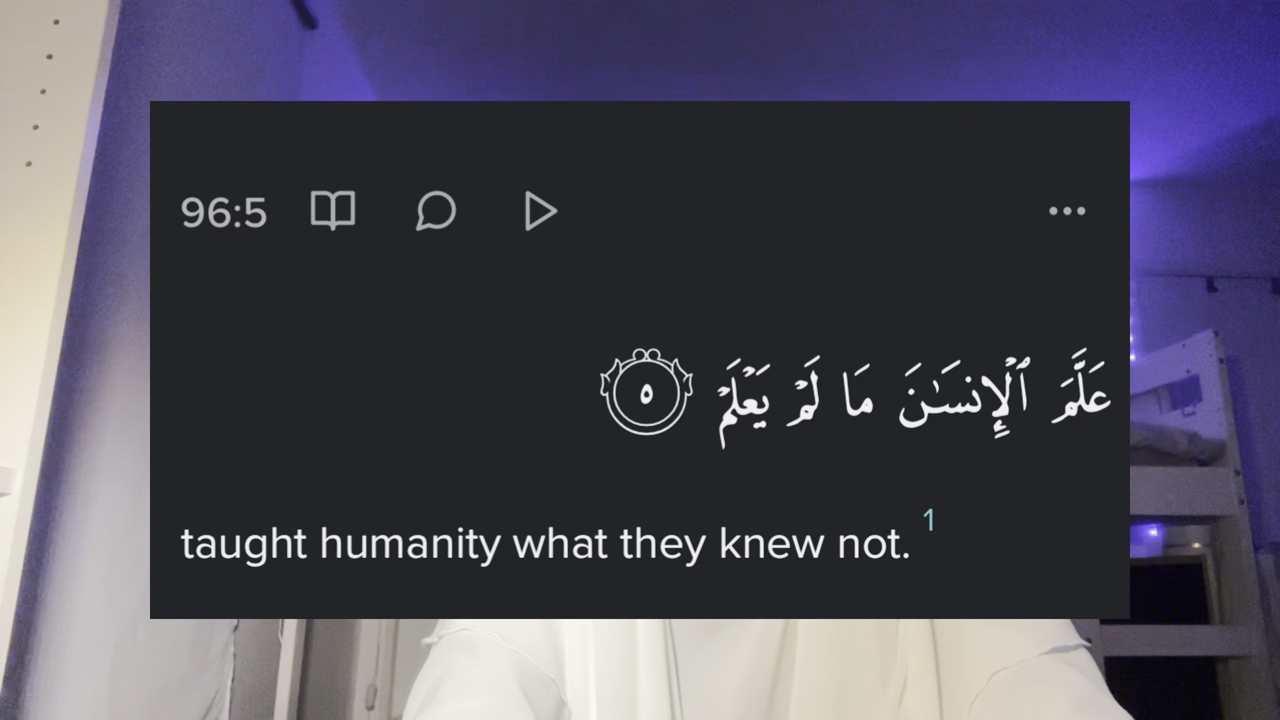 96:5
عَلَّمَ ٱلْإِنسَـٰنَ مَا لَمْ يَعْلَمْ ٥
taught humanity what they knew not. 1